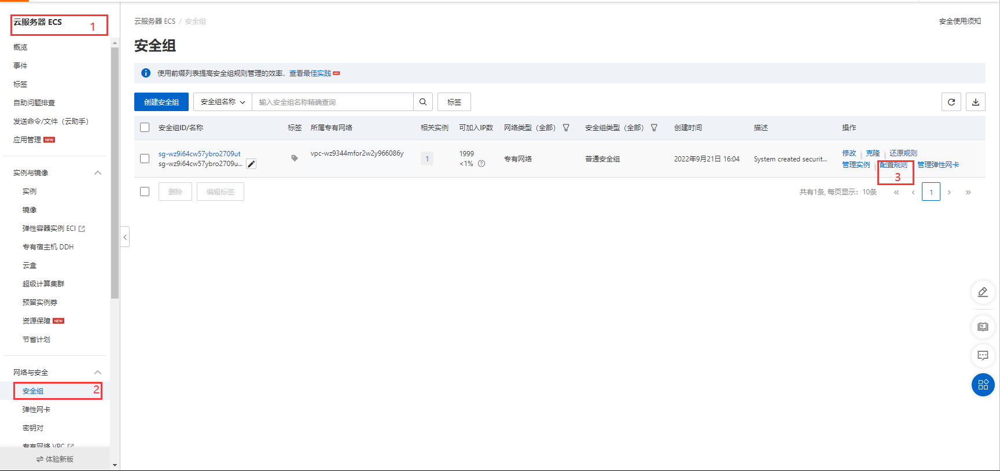 云服务器 ECS
1
概览
事件
标签
自助问题排查
发送命令/文件（云助手）
应用管理 NEW
实例与镜像
实例
镜像
弹性容器实例 ECI
专有宿主机 DDH
云盒
超级计算集群
预留实例券
资源保障 NEW
节省计划
网络与安全
安全组
2
弹性网卡
密钥对
专有网络 VPC
体验新版
云服务器 ECS / 安全组
安全使用须知
安全组
使用前缀列表提高安全组规则管理的效率，查看最佳实践 NEW
创建安全组
安全组名称
输入安全组名称精确查询
标签
安全组ID/名称 标签 所属专有网络 相关实例 可加入IP数 网络类型（全部） 安全组类型（全部） 创建时间 描述 操作
sg-wz9i64cw57ybro2709ut
sg-wz9i64cw57ybro2709u...
vpc-wz9344mfor2w2y966086y
1
1999
<1%
专有网络
普通安全组
2022年9月21日 16:04
System created securit...
修改 克隆 还原规则
管理实例 配置规则 管理弹性网卡
3
删除
编辑标签
共有1条, 每页显示：10条 « ‹ 1 › »